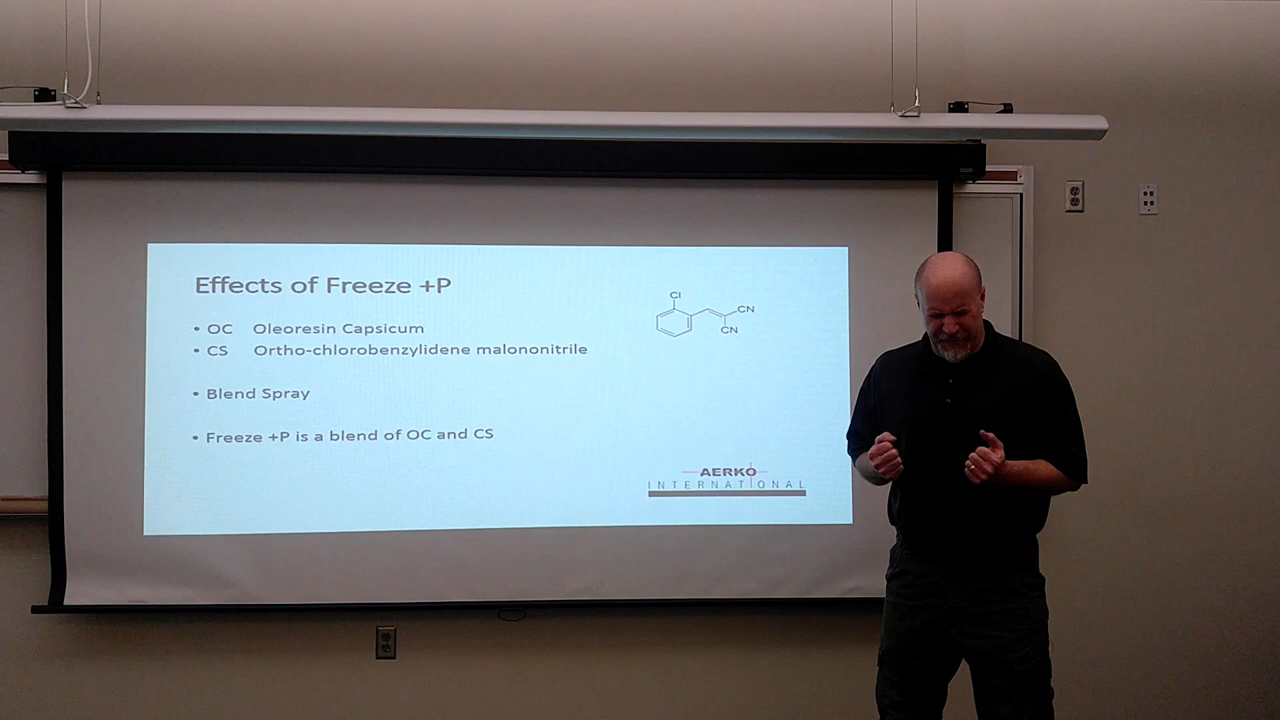 Effects of Freeze +P
• OC Oleoresin Capsicum
• CS Ortho-chlorobenzylidene malononitrile
• Blend Spray
• Freeze +P is a blend of OC and CS
Cl
CN
CN
AERKO
INTERNATIONAL